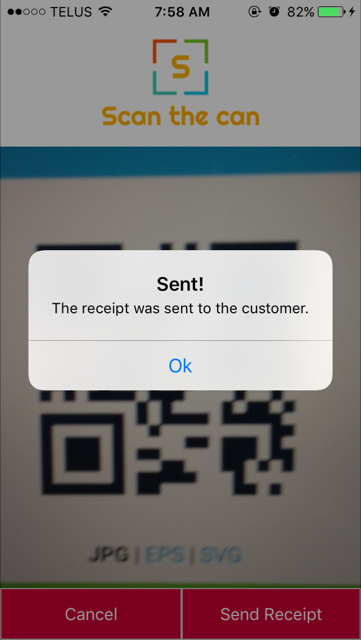 TELUS 7:58 AM 82%
S
Scan the can
Sent!
The receipt was sent to the customer.
Ok
JPG | EPS | SVG
Cancel Send Receipt